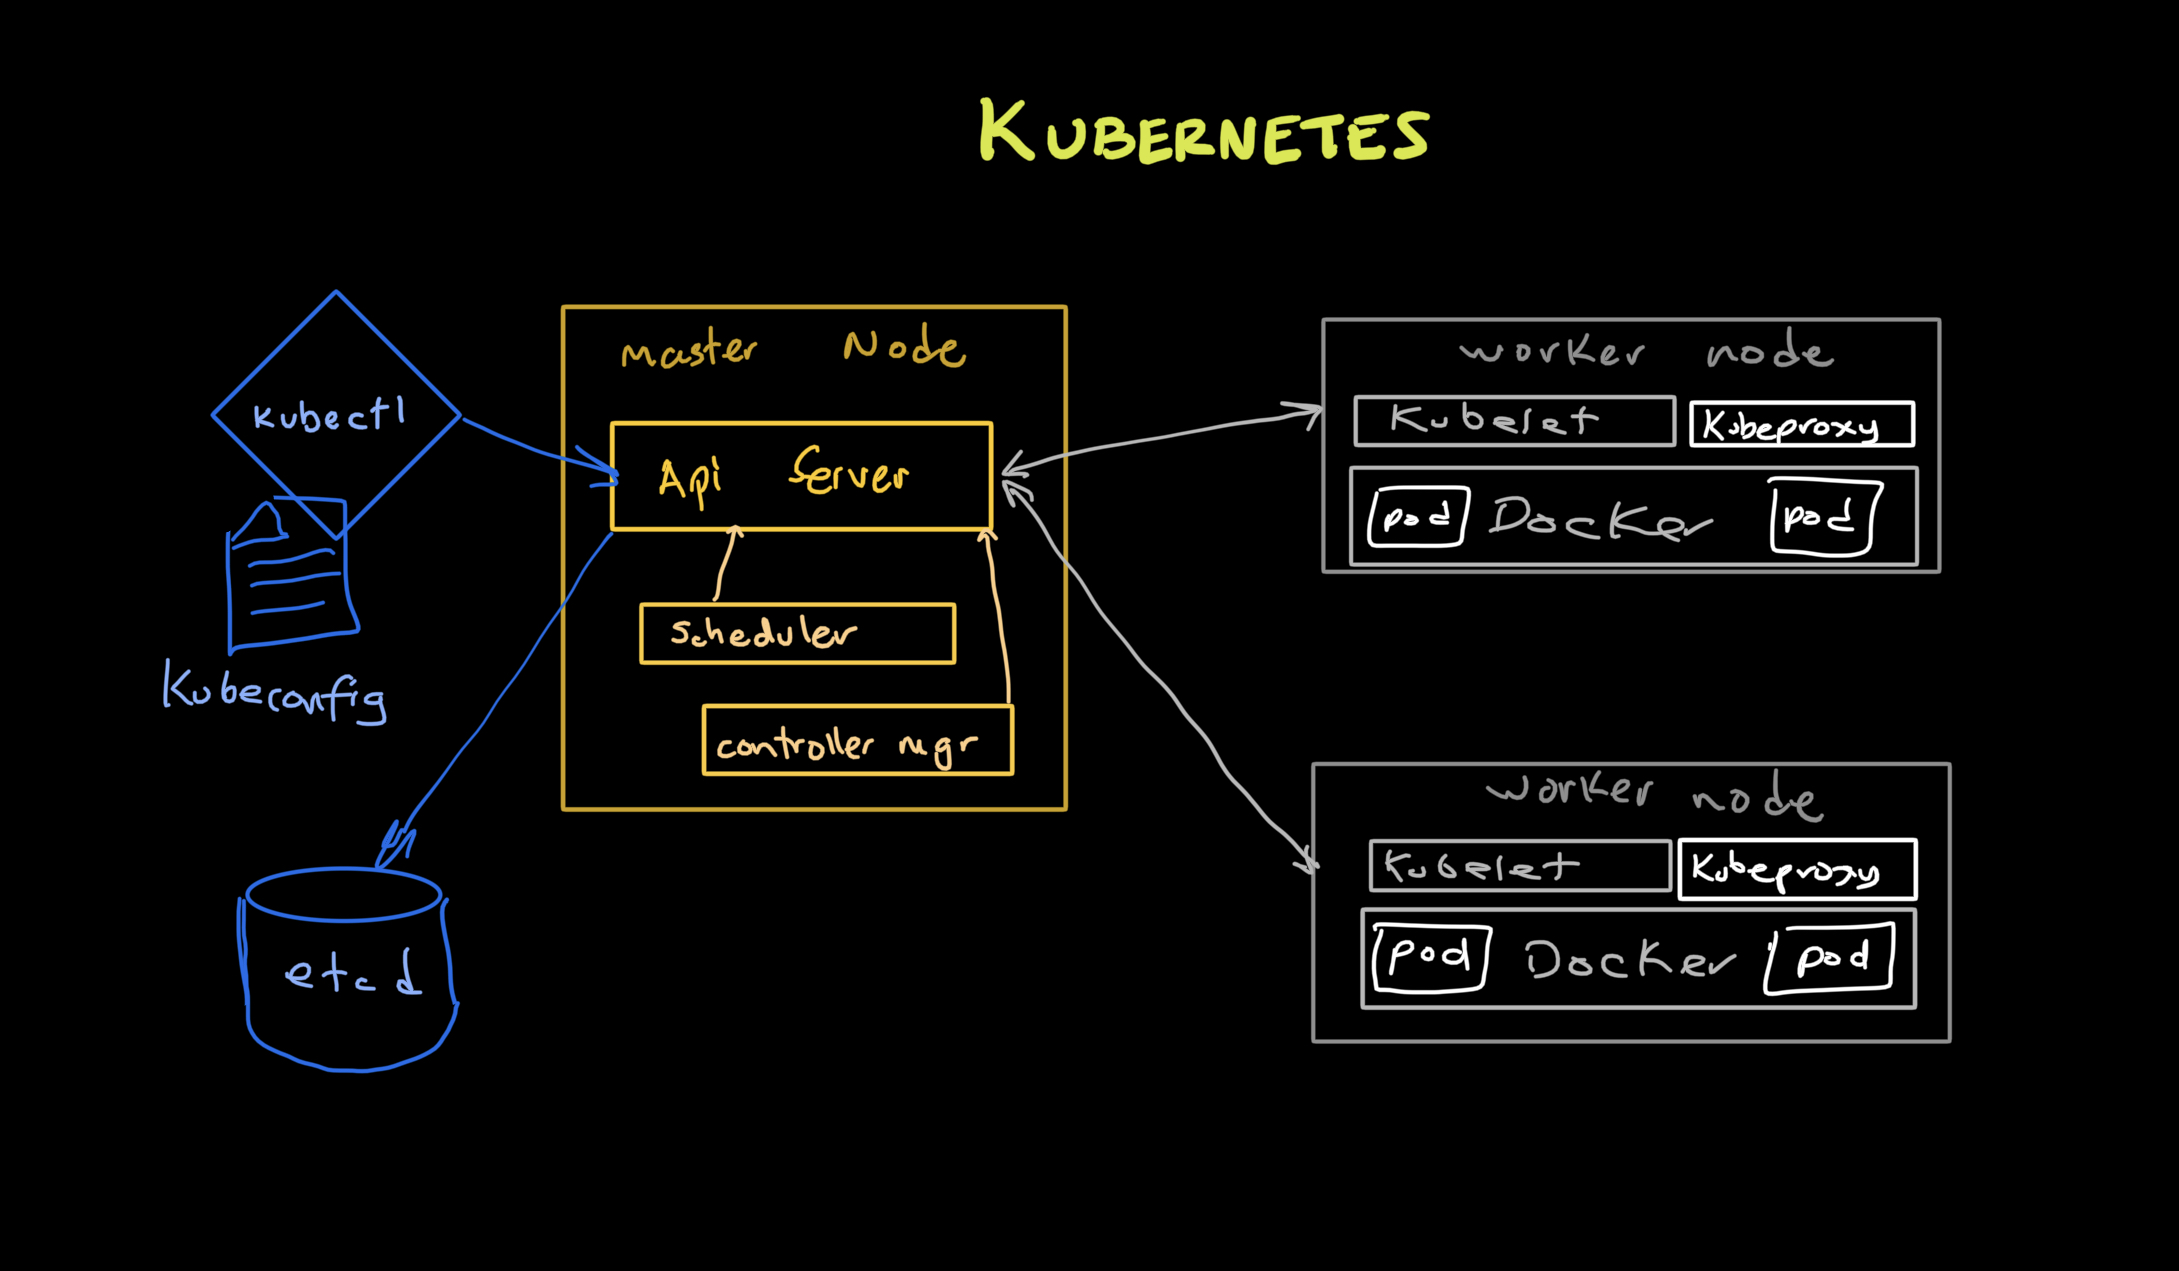 KUBERNETES
kubectl
Kubeconfig
etcd
master Node
Api Server
scheduler
controller mgr
worker node
Kubelet
Kubeproxy
pod
Docker
pod
worker node
Kubelet
Kubeproxy
pod
Docker
pod